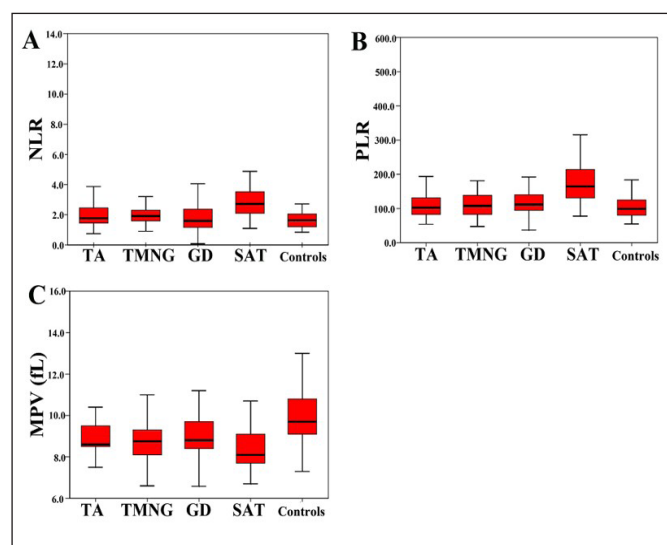 A
14.0
12.0
10.0
8.0
6.0
4.0
2.0
0.0
NLR
TA TMNG GD SAT Controls
B
600.0
500.0
400.0
300.0
200.0
100.0
0.0
PLR
TA TMNG GD SAT Controls
C
16.0
14.0
12.0
10.0
8.0
6.0
MPV (fL)
TA TMNG GD SAT Controls